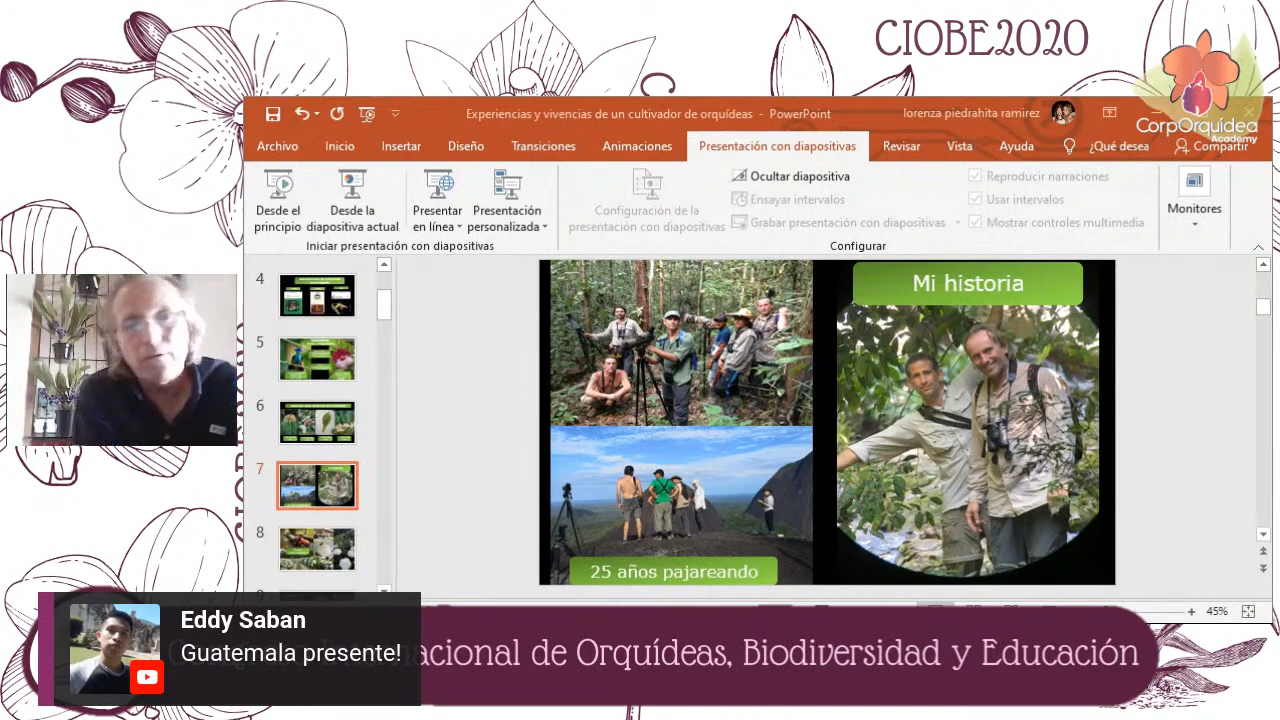 CIOBE2020
CorpOrquídea
Academy
Experiencias y vivencias de un cultivador de orquídeas - PowerPoint
lorenza piedrahita ramirez
Archivo
Inicio
Insertar
Diseño
Transiciones
Animaciones
Presentación con diapositivas
Revisar
Vista
Ayuda
¿Qué desea
Compartir
Desde el principio
Desde la diapositiva actual
Presentar en línea
Presentación personalizada
Iniciar presentación con diapositivas
Configuración de la presentación con diapositivas
Ocultar diapositiva
Ensayar intervalos
Grabar presentación con diapositivas
Reproducir narraciones
Usar intervalos
Mostrar controles multimedia
Configurar
Monitores
4
5
6
7
8
Mi historia
25 años pajareando
45%
Eddy Saban
Guatemala presente!
acional de Orquídeas, Biodiversidad y Educación